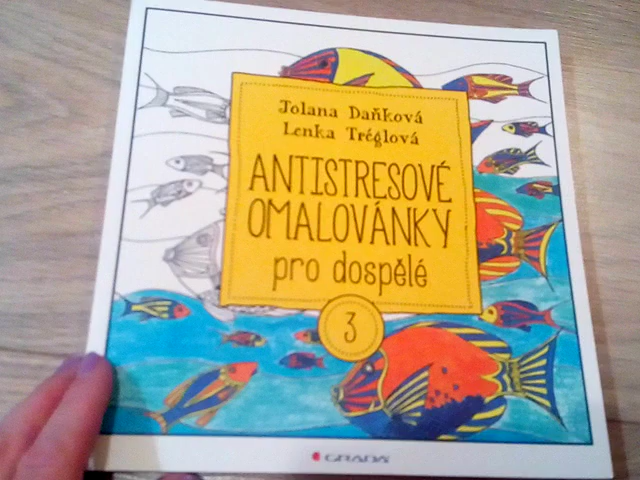 Jolana Daňková
Lenka Tréglová
ANTISTRESOVÉ
OMALOVÁNKY
pro dospělé
3
GRADA